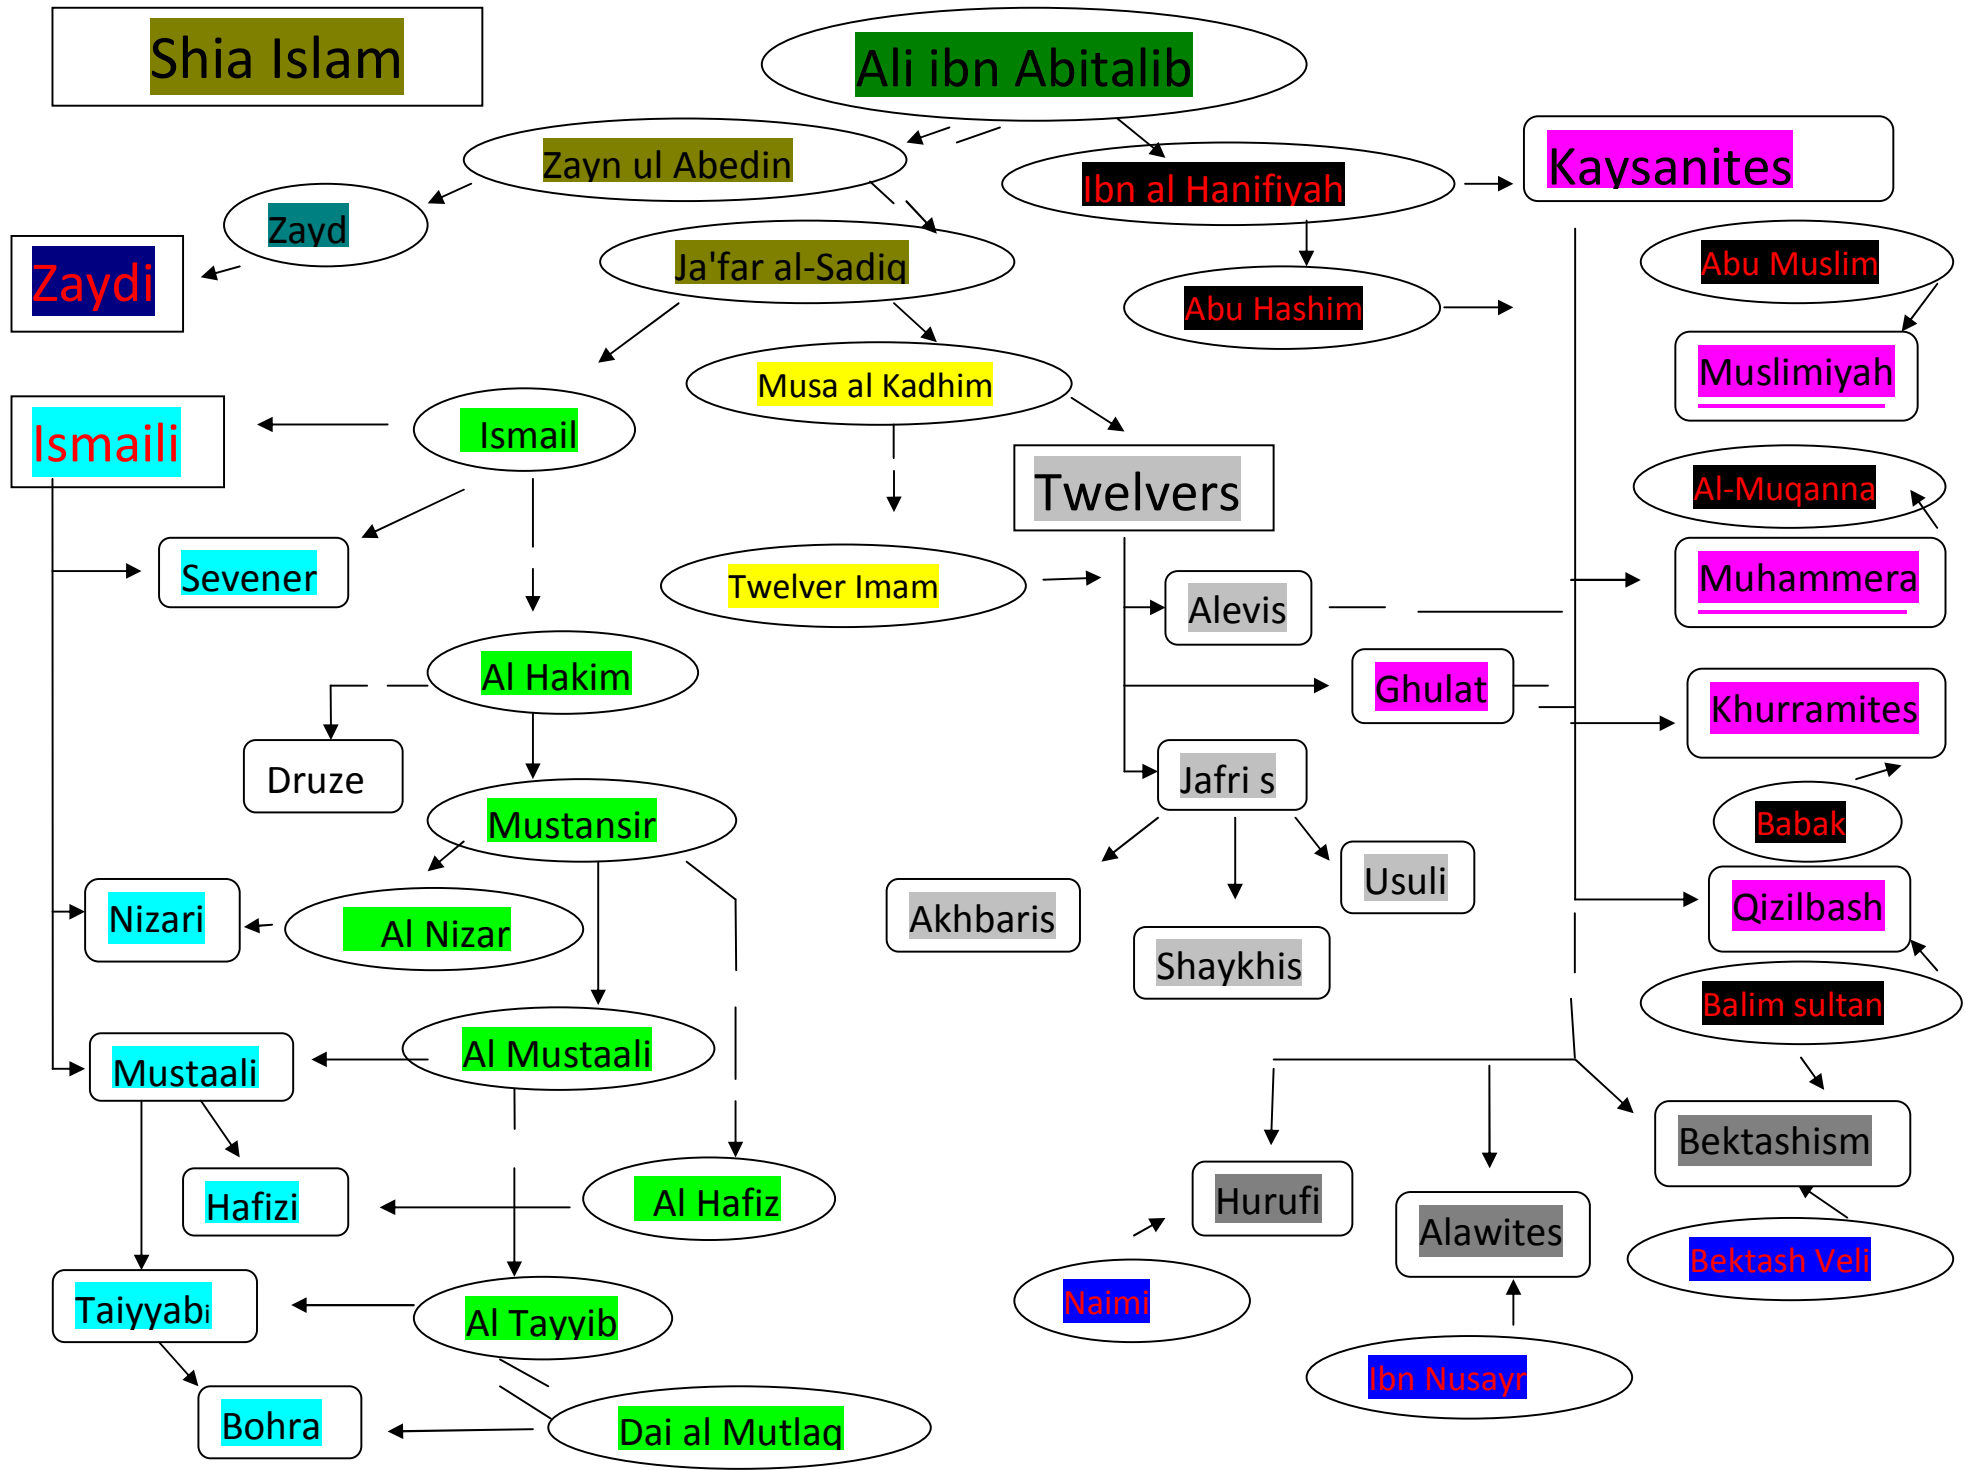 Shia Islam
Ali ibn Abitalib
Zayn ul Abedin
Ibn al Hanifiyah
Kaysanites
Zayd
Zaydi
Ja'far al-Sadiq
Abu Hashim
Abu Muslim
Muslimiyah
Musa al Kadhim
Ismaili
Ismail
Twelvers
Al-Muqanna
Sevener
Twelver Imam
Alevis
Muhammera
Al Hakim
Ghulat
Khurramites
Druze
Jafri s
Mustansir
Babak
Usuli
Nizari
Al Nizar
Akhbaris
Shaykhis
Qizilbash
Balim sultan
Mustaali
Al Mustaali
Bektashism
Hafizi
Al Hafiz
Hurufi
Alawites
Bektash Veli
Taiyyabi
Al Tayyib
Naimi
Ibn Nusayr
Bohra
Dai al Mutlaq